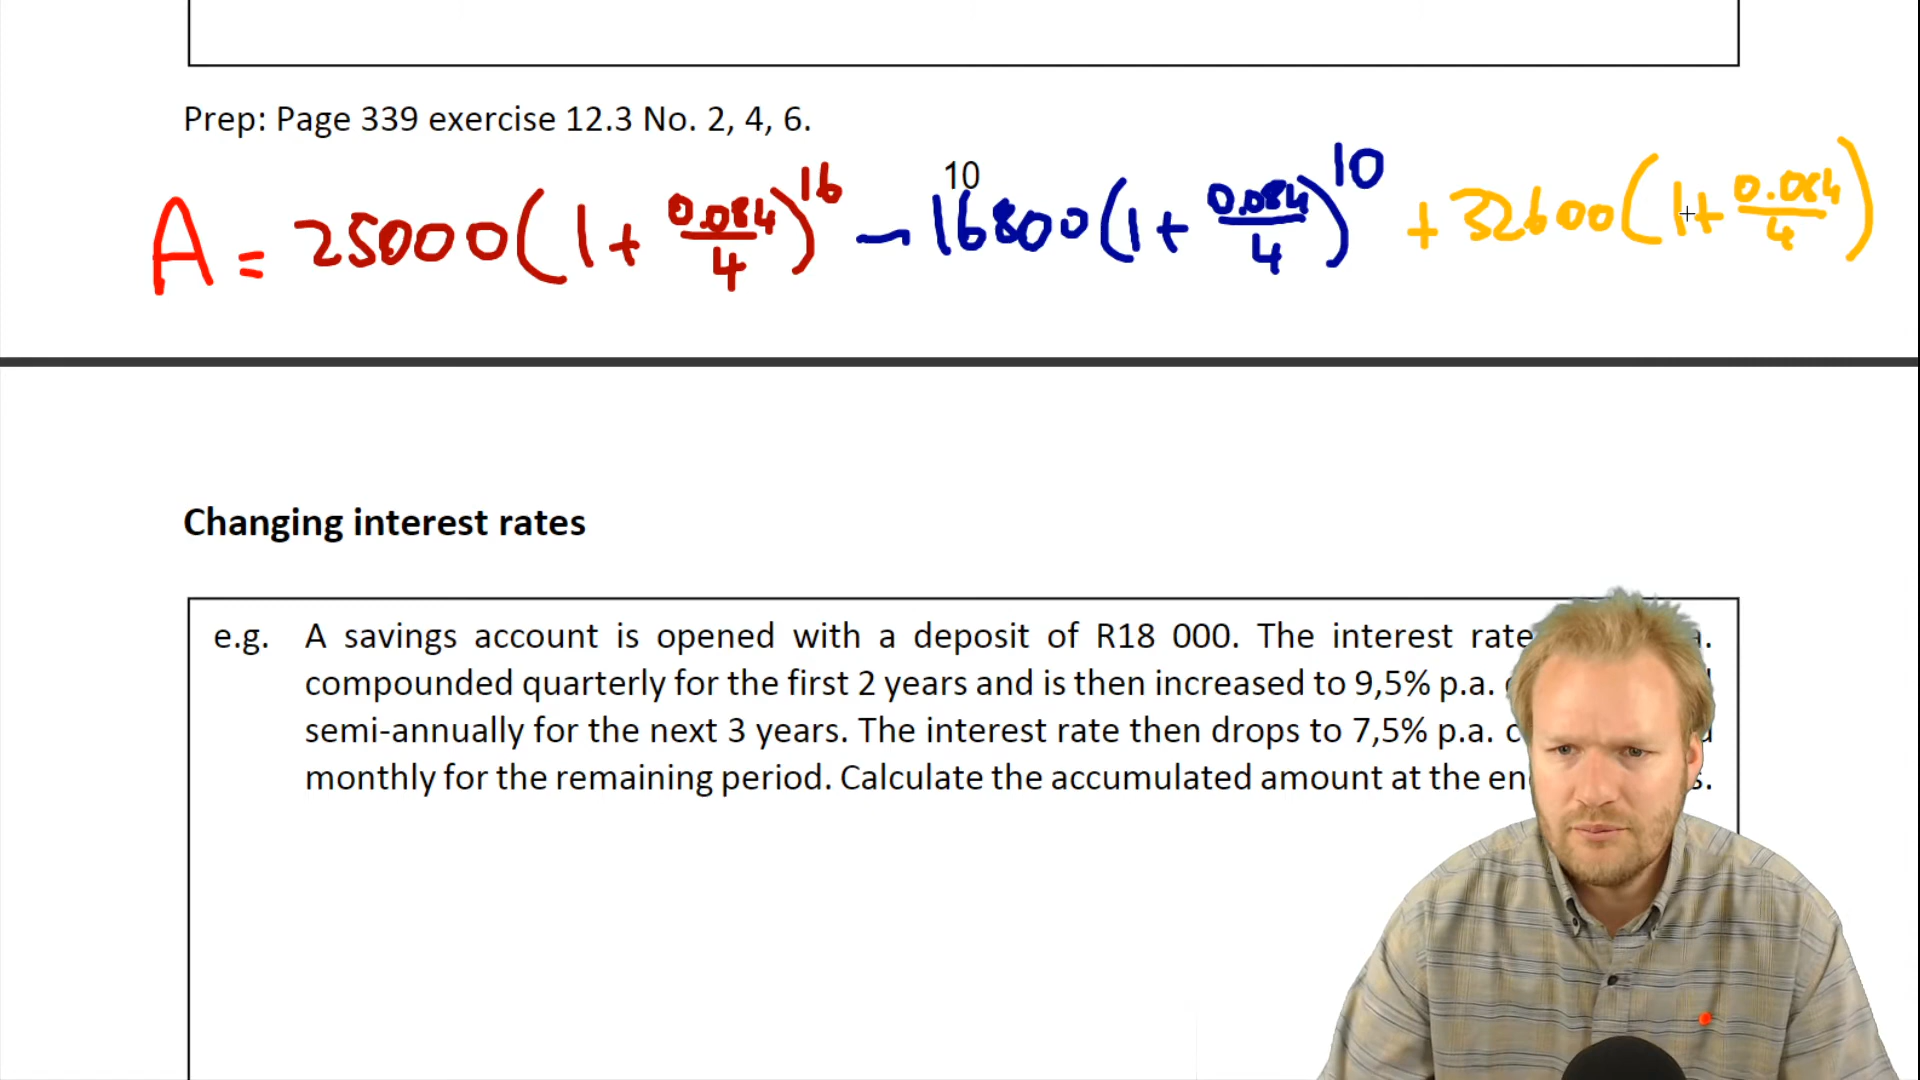 Prep: Page 339 exercise 12.3 No. 2, 4, 6.
10
A = 25000(1 + 0.084/4)^16 - 16800(1 + 0.084/4)^10 + 32600(1 + 0.084/4)
Changing interest rates
e.g. A savings account is opened with a deposit of R18 000. The interest rate
compounded quarterly for the first 2 years and is then increased to 9,5% p.a.
semi-annually for the next 3 years. The interest rate then drops to 7,5% p.a.
monthly for the remaining period. Calculate the accumulated amount at the